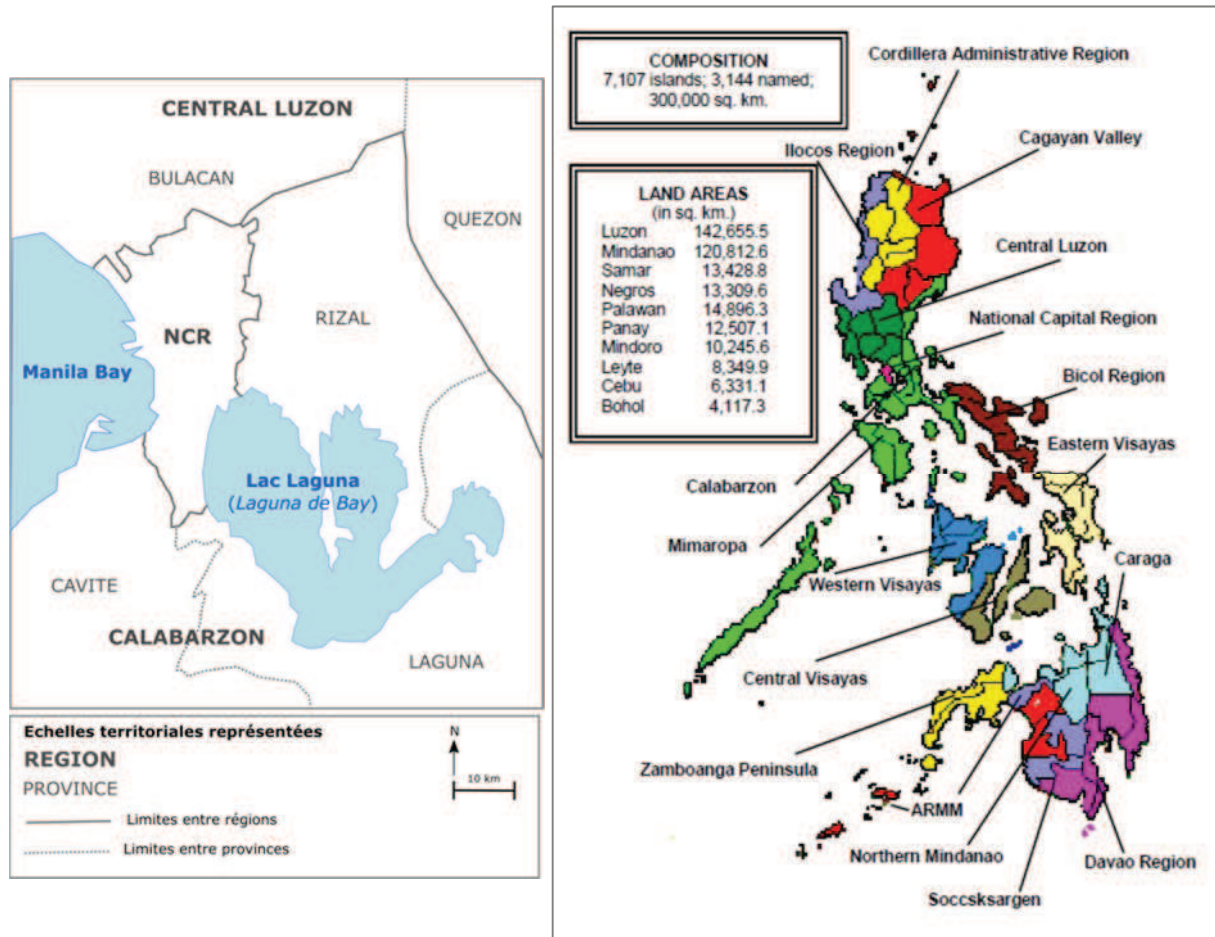 CENTRAL LUZON
BULACAN
QUEZON
NCR
RIZAL
Manila Bay
Lac Laguna
(Laguna de Bay)
CAVITE
CALABARZON
LAGUNA
Echelles territoriales représentées
REGION
PROVINCE
Limites entre régions
Limites entre provinces
N
10 km
COMPOSITION
7,107 islands; 3,144 named;
300,000 sq. km.
LAND AREAS
(in sq. km.)
Luzon 142,655.5
Mindanao 120,812.6
Samar 13,428.8
Negros 13,309.6
Palawan 14,896.3
Panay 12,507.1
Mindoro 10,245.6
Leyte 8,349.9
Cebu 6,331.1
Bohol 4,117.3
Cordillera Administrative Region
Ilocos Region
Cagayan Valley
Central Luzon
National Capital Region
Bicol Region
Eastern Visayas
Calabarzon
Mimaropa
Western Visayas
Caraga
Central Visayas
Zamboanga Peninsula
ARMM
Northern Mindanao
Davao Region
Soccsksargen